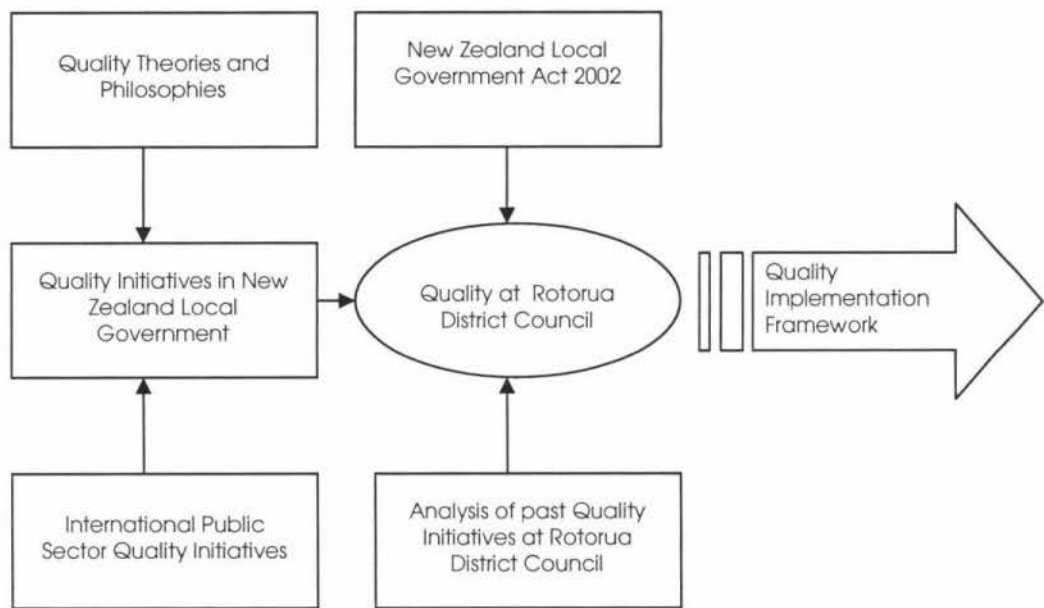 Quality Theories and
Philosophies
New Zealand Local
Government Act 2002
Quality Initiatives in New
Zealand Local
Government
Quality at Rotorua
District Council
Quality
Implementation
Framework
International Public
Sector Quality Initiatives
Analysis of past Quality
Initiatives at Rotorua
District Council